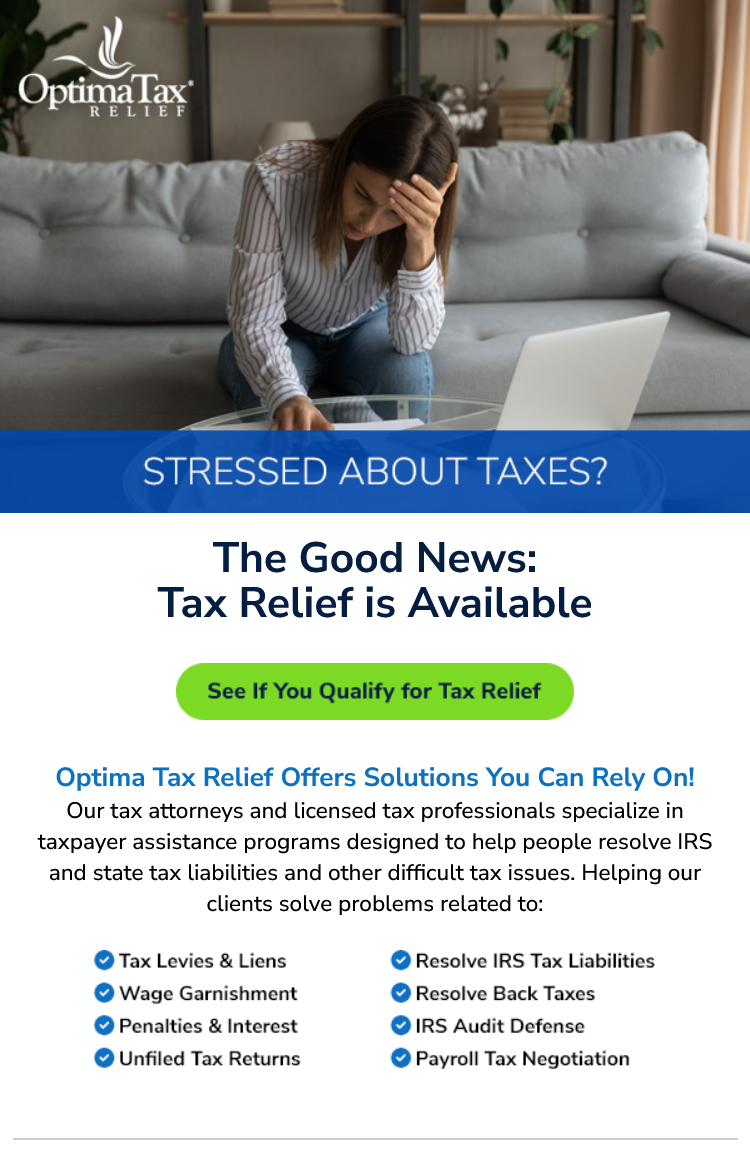 OptimaTax®
RELIEF
STRESSED ABOUT TAXES?
The Good News:
Tax Relief is Available
See If You Qualify for Tax Relief
Optima Tax Relief Offers Solutions You Can Rely On!
Our tax attorneys and licensed tax professionals specialize in
taxpayer assistance programs designed to help people resolve IRS
and state tax liabilities and other difficult tax issues. Helping our
clients solve problems related to:
Tax Levies & Liens
Wage Garnishment
Penalties & Interest
Unfiled Tax Returns
Resolve IRS Tax Liabilities
Resolve Back Taxes
IRS Audit Defense
Payroll Tax Negotiation